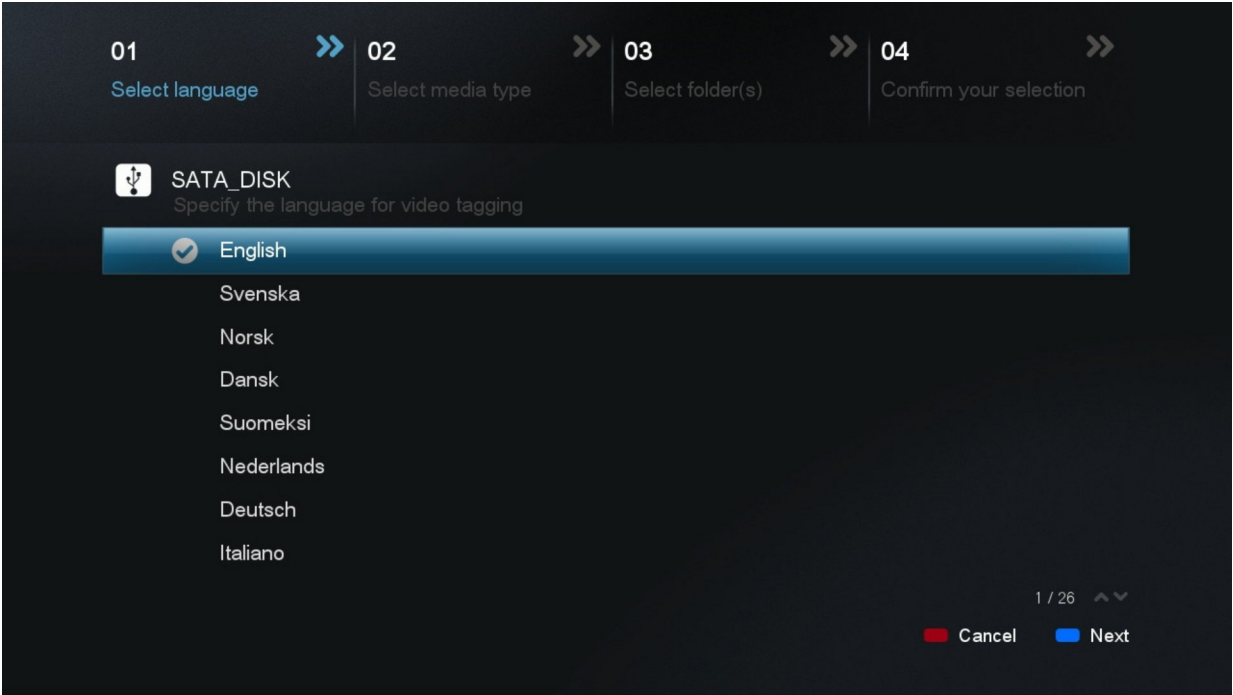 01 02 03 04
Select language Select media type Select folder(s) Confirm your selection
SATA_DISK
Specify the language for video tagging
English
Svenska
Norsk
Dansk
Suomeksi
Nederlands
Deutsch
Italiano
1 / 26
Cancel Next